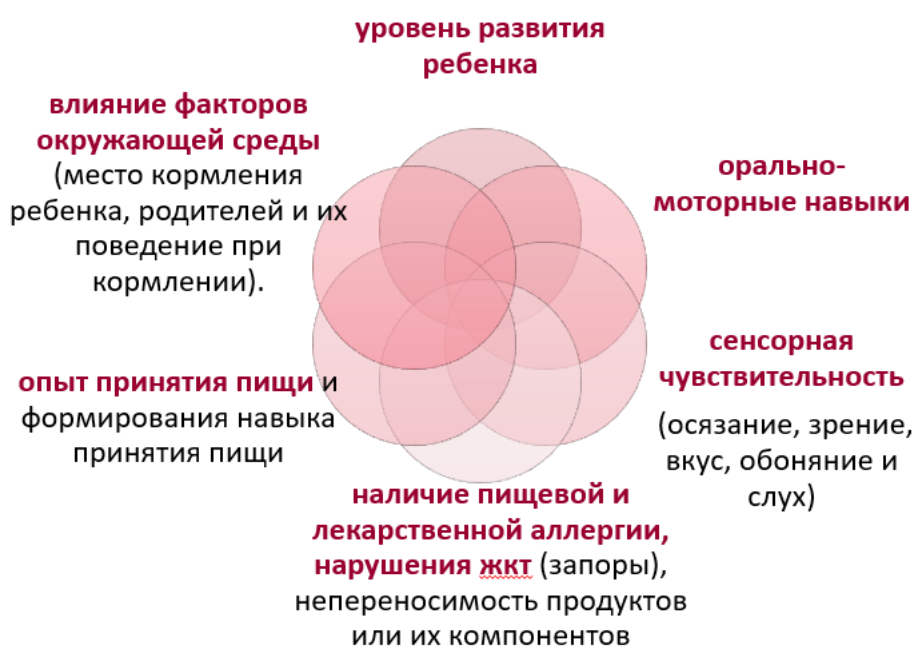 уровень развития
ребенка
орально-
моторные навыки
сенсорная
чувствительность
(осязание, зрение,
вкус, обоняние и
слух)
наличие пищевой и
лекарственной аллергии,
нарушения жкт (запоры),
непереносимость продуктов
или их компонентов
опыт принятия пищи и
формирования навыка
принятия пищи
влияние факторов
окружающей среды
(место кормления
ребенка, родителей и их
поведение при
кормлении).